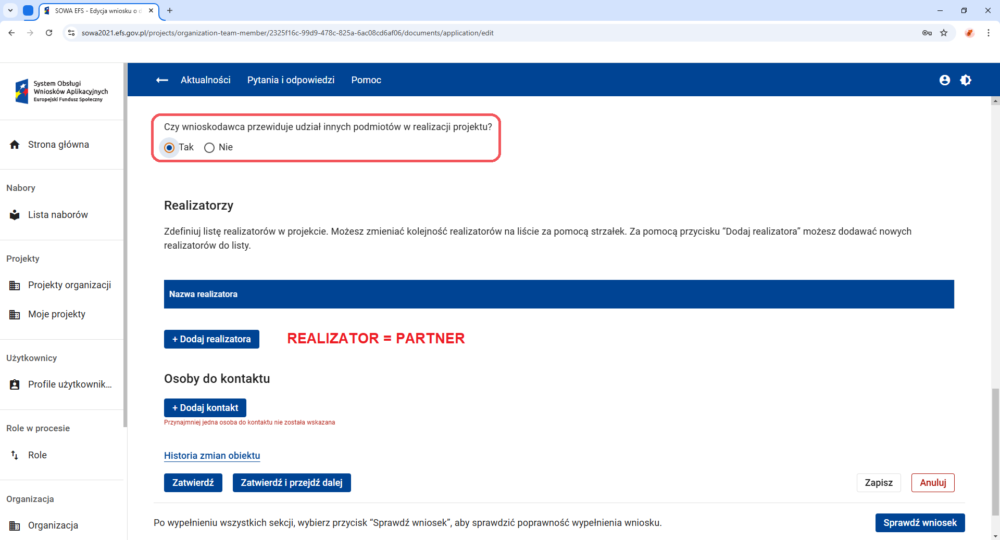 SOWA EFS - Edycja wniosku o d
sowa2021.efs.gov.pl/projects/organization-team-member/2325f16c-99d9-478c-825a-6ac08cd6af06/documents/application/edit
System Obsługi
Wniosków Aplikacyjnych
Europejski Fundusz Społeczny
Aktualności Pytania i odpowiedzi Pomoc
Strona główna
Nabory
Lista naborów
Projekty
Projekty organizacji
Moje projekty
Użytkownicy
Profile użytkownik...
Role w procesie
Role
Organizacja
Organizacja
Czy wnioskodawca przewiduje udział innych podmiotów w realizacji projektu?
Tak Nie
Realizatorzy
Zdefiniuj listę realizatorów w projekcie. Możesz zmieniać kolejność realizatorów na liście za pomocą strzałek. Za pomocą przycisku “Dodaj realizatora” możesz dodawać nowych
realizatorów do listy.
Nazwa realizatora
+ Dodaj realizatora REALIZATOR = PARTNER
Osoby do kontaktu
+ Dodaj kontakt
Przynajmniej jedna osoba do kontaktu nie została wskazana
Historia zmian obiektu
Zatwierdź Zatwierdź i przejdź dalej Zapisz Anuluj
Po wypełnieniu wszystkich sekcji, wybierz przycisk “Sprawdź wniosek”, aby sprawdzić poprawność wypełnienia wniosku. Sprawdź wniosek